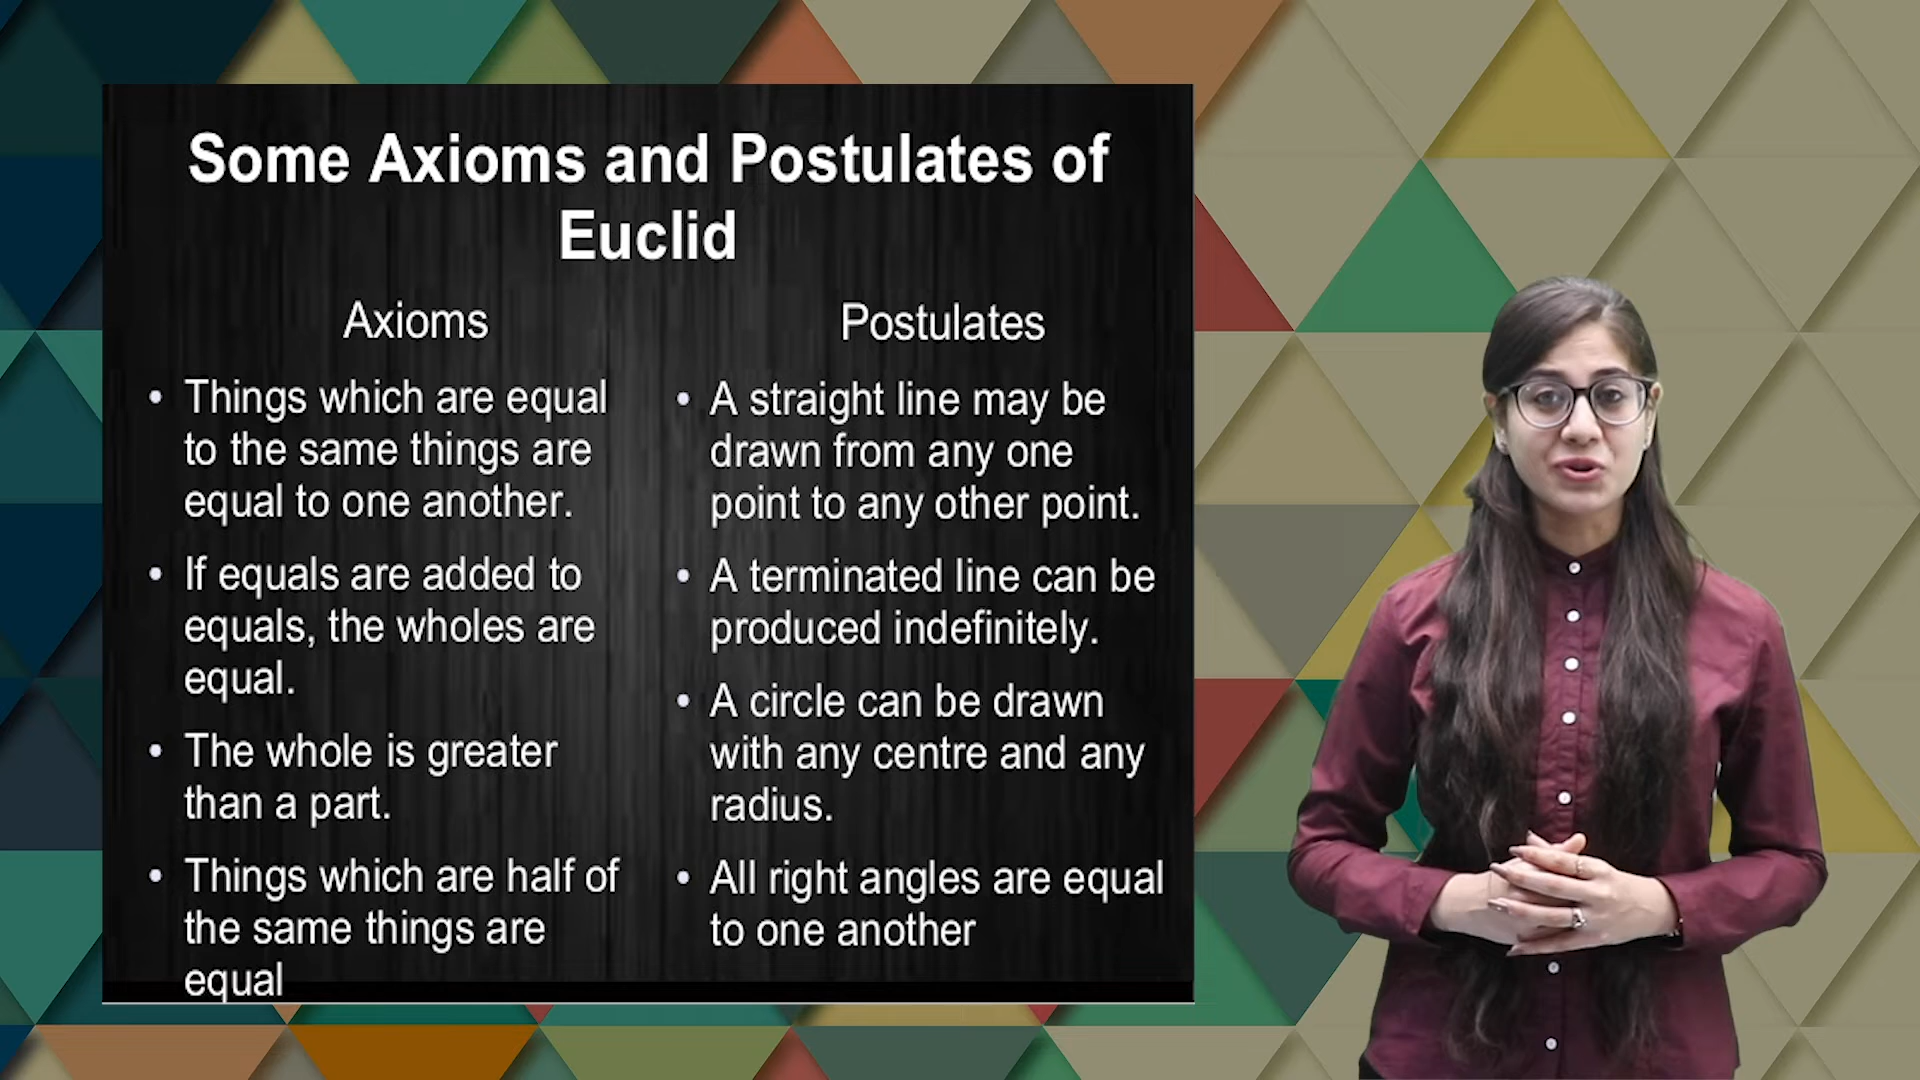 Some Axioms and Postulates of
Euclid
Axioms
• Things which are equal
to the same things are
equal to one another.
• If equals are added to
equals, the wholes are
equal.
• The whole is greater
than a part.
• Things which are half of
the same things are
equal
Postulates
• A straight line may be
drawn from any one
point to any other point.
• A terminated line can be
produced indefinitely.
• A circle can be drawn
with any centre and any
radius.
• All right angles are equal
to one another